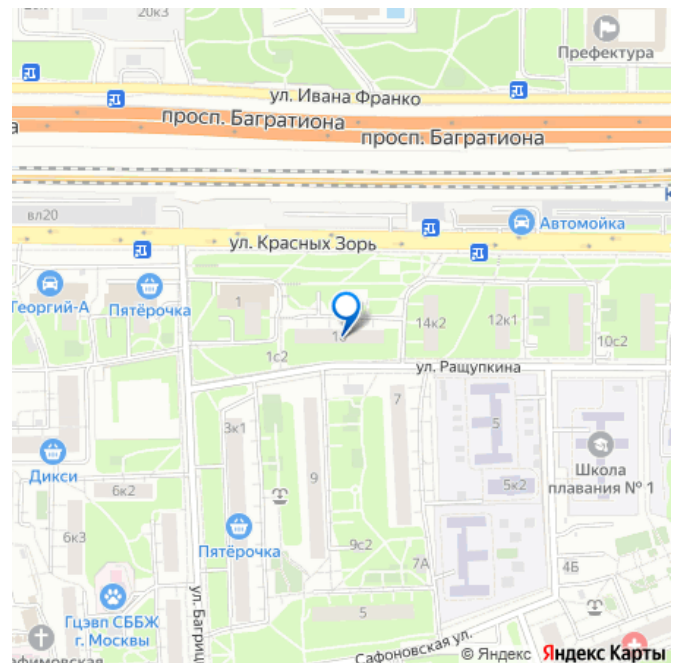 20к3
Префектура
ул. Ивана Франко
просп. Багратиона
просп. Багратиона
а
К
вл20
Автомойка
ул. Красных Зорь
Георгий-А
Пятёрочка
1
14к2
12к1
10с2
1с2
ул. Ращупкина
3к1
7
5
9
Школа
плавания № 1
Дикси
5к2
6к2
6к3
Пятёрочка
9с2
7А
4Б
Гцэвп СББЖ
г. Москвы
ул. Багриц
5
Сафоновская ул.
© Яндекс Яндекс Карты